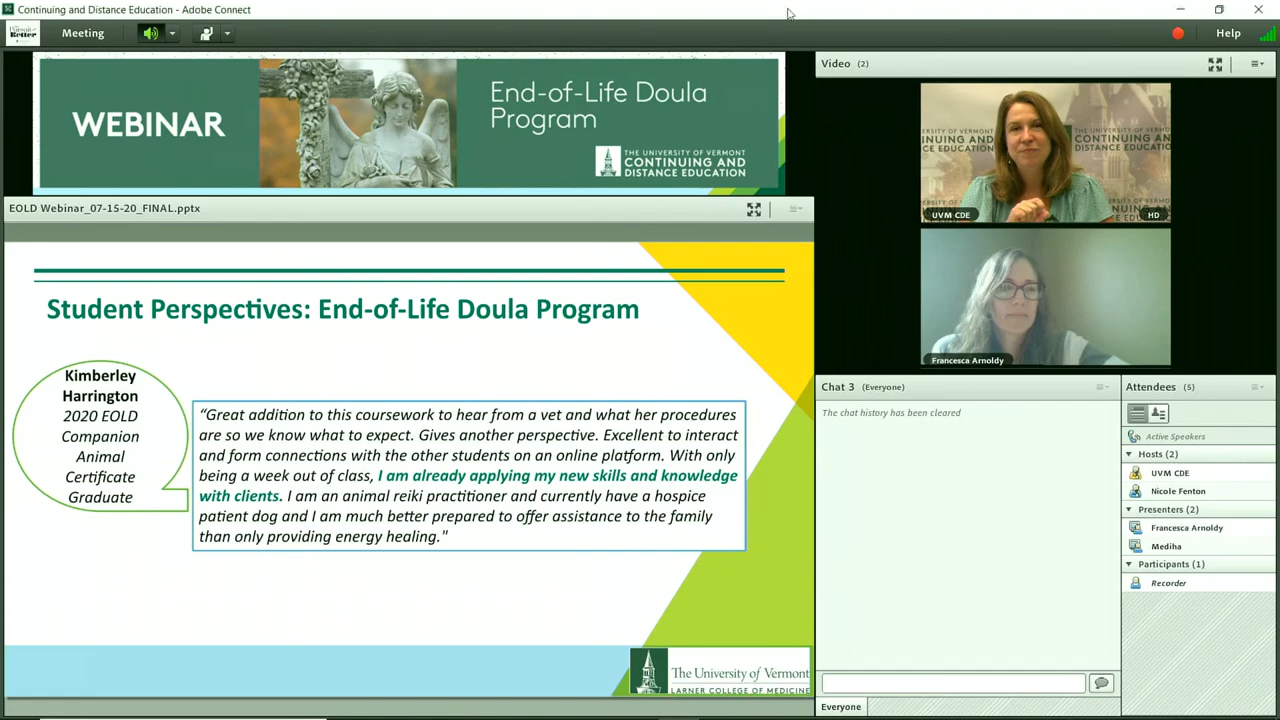 Continuing and Distance Education - Adobe Connect
Meeting
Help
WEBINAR
End-of-Life Doula
Program
THE UNIVERSITY OF VERMONT
CONTINUING AND
DISTANCE EDUCATION
EOLD Webinar_07-15-20_FINAL.pptx
Student Perspectives: End-of-Life Doula Program
Kimberley
Harrington
2020 EOLD
Companion
Animal
Certificate
Graduate
“Great addition to this coursework to hear from a vet and what her procedures
are so we know what to expect. Gives another perspective. Excellent to interact
and form connections with the other students on an online platform. With only
being a week out of class, I am already applying my new skills and knowledge
with clients. I am an animal reiki practitioner and currently have a hospice
patient dog and I am much better prepared to offer assistance to the family
than only providing energy healing."
The University of Vermont
LARNER COLLEGE OF MEDICINE
Video (2)
UVM CDE
HD
Francesca Arnoldy
Chat 3 (Everyone)
The chat history has been cleared
Everyone
Attendees (5)
Active Speakers
Hosts (2)
UVM CDE
Nicole Fenton
Presenters (2)
Francesca Arnoldy
Mediha
Participants (1)
Recorder